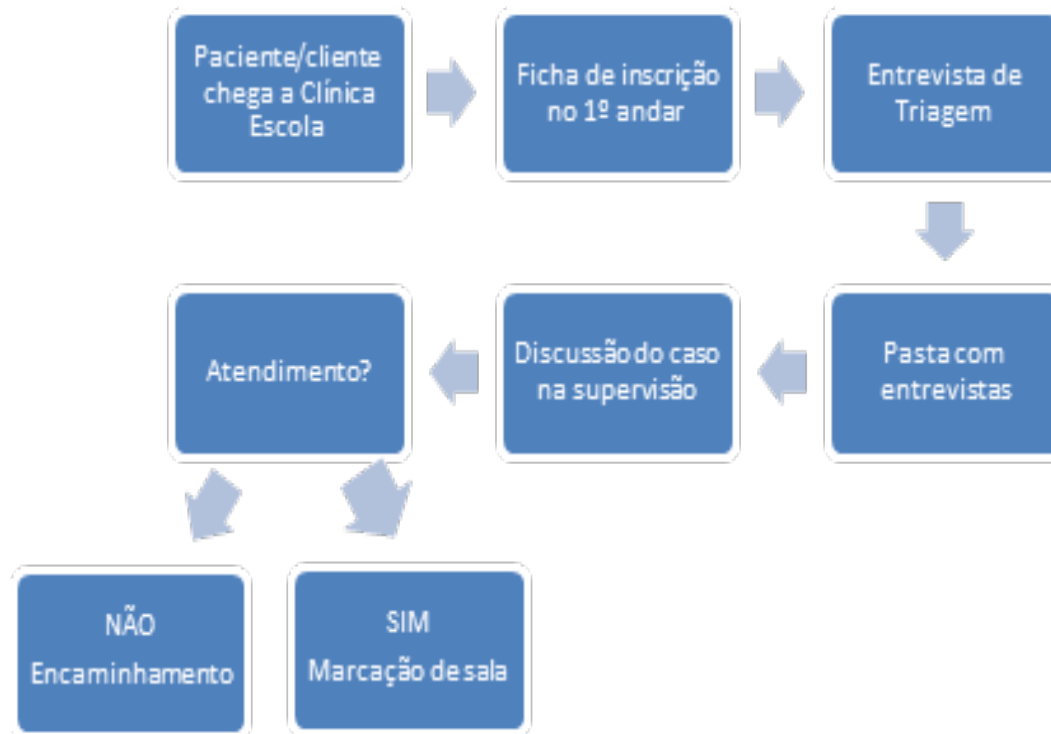 Paciente/cliente
chega a Clínica
Escola
Ficha de inscrição
no 1º andar
Entrevista de
Triagem
Pasta com
entrevistas
Discussão do caso
na supervisão
Atendimento?
NÃO
Encaminhamento
SIM
Marcação de sala